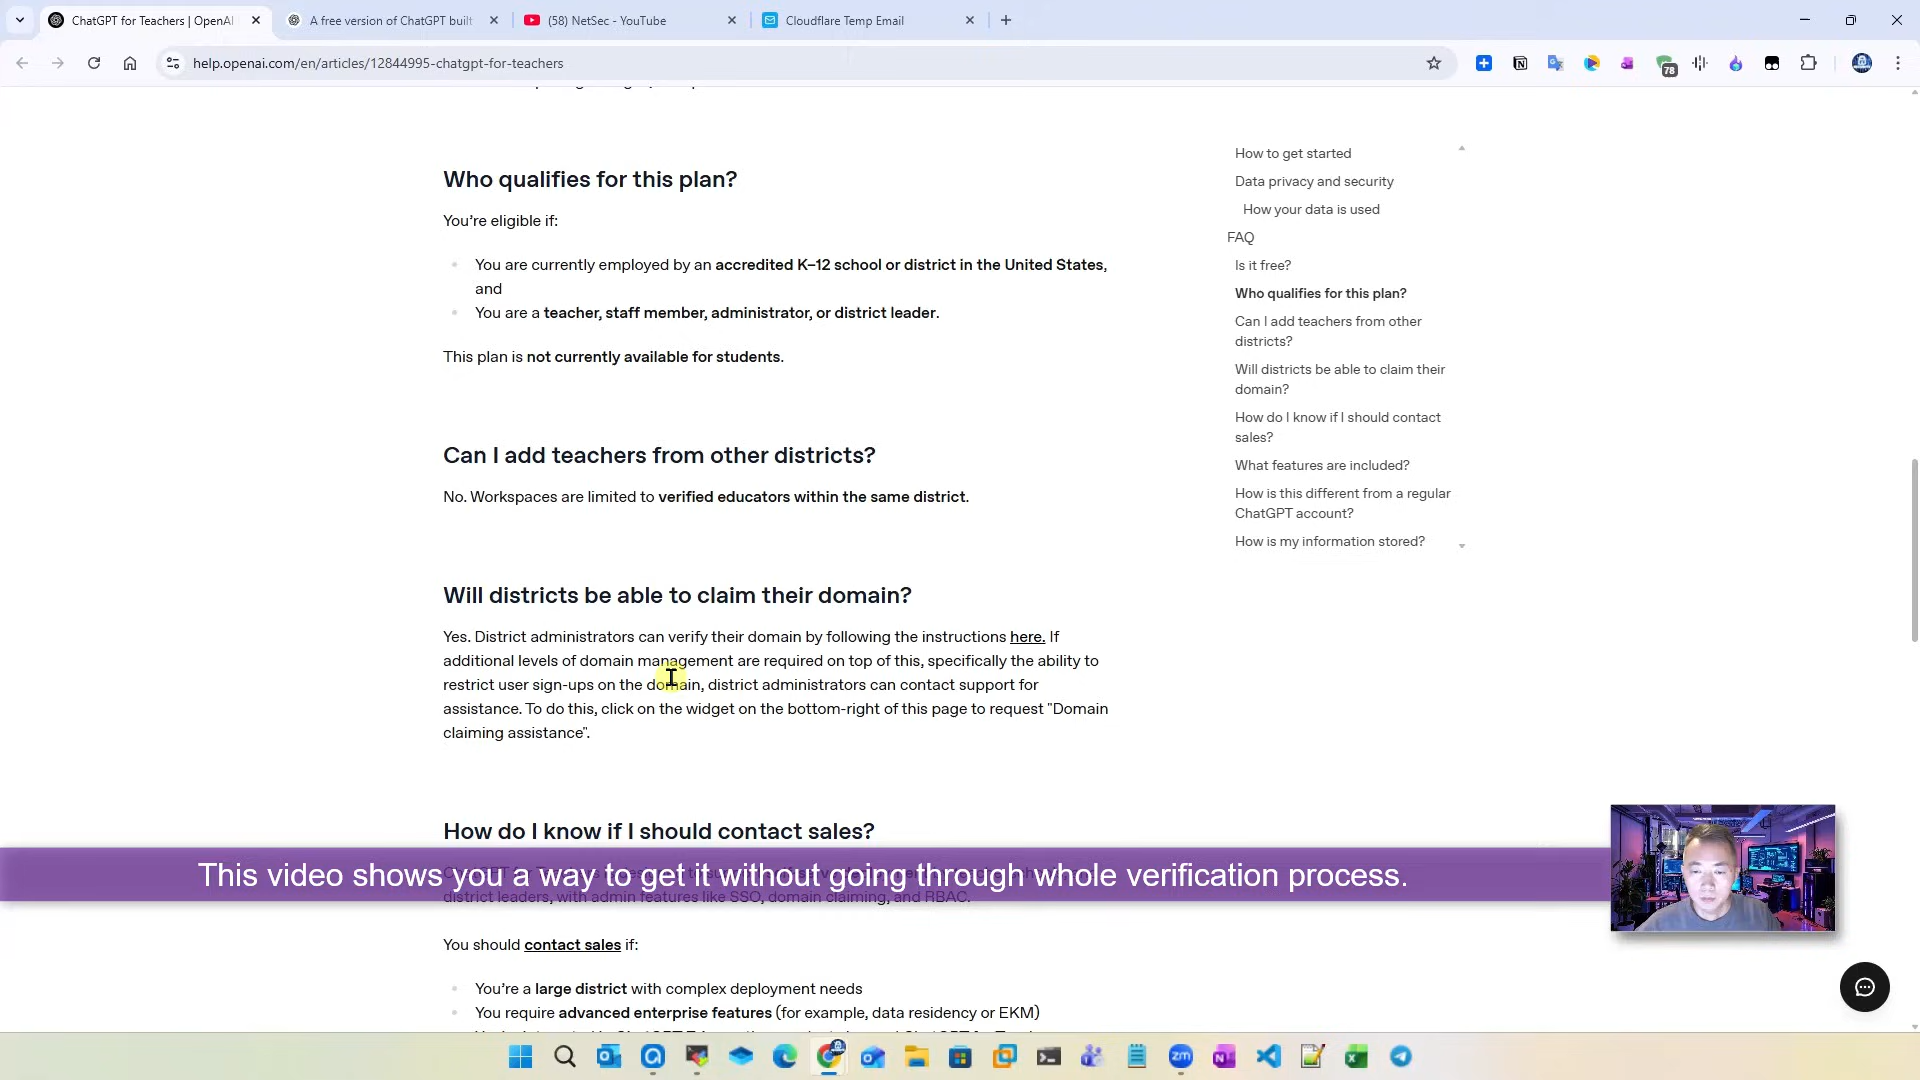 ChatGPT for Teachers | OpenAI
A free version of ChatGPT built
(58) NetSec - YouTube
Cloudflare Temp Email
help.openai.com/en/articles/12844995-chatgpt-for-teachers
78
Who qualifies for this plan?
You're eligible if:
You are currently employed by an accredited K–12 school or district in the United States,
and
You are a teacher, staff member, administrator, or district leader.
This plan is not currently available for students.
Can I add teachers from other districts?
No. Workspaces are limited to verified educators within the same district.
Will districts be able to claim their domain?
Yes. District administrators can verify their domain by following the instructions here. If
additional levels of domain management are required on top of this, specifically the ability to
restrict user sign-ups on the domain, district administrators can contact support for
assistance. To do this, click on the widget on the bottom-right of this page to request "Domain
claiming assistance".
How do I know if I should contact sales?
This video shows you a way to get it without going through whole verification process.
district leaders, with admin features like SSO, domain claiming, and RBAC.
You should contact sales if:
You're a large district with complex deployment needs
You require advanced enterprise features (for example, data residency or EKM)
How to get started
Data privacy and security
How your data is used
FAQ
Is it free?
Who qualifies for this plan?
Can I add teachers from other
districts?
Will districts be able to claim their
domain?
How do I know if I should contact
sales?
What features are included?
How is this different from a regular
ChatGPT account?
How is my information stored?